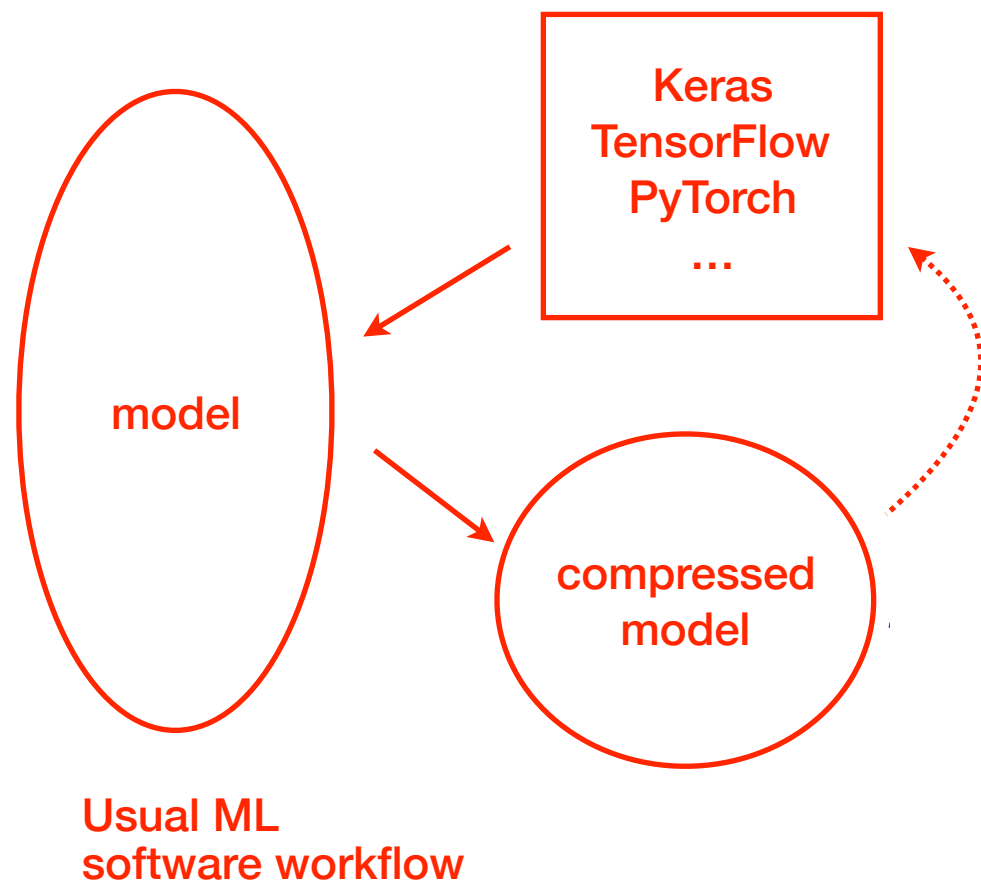 Keras
TensorFlow
PyTorch
...
model
compressed
model
Usual ML
software workflow